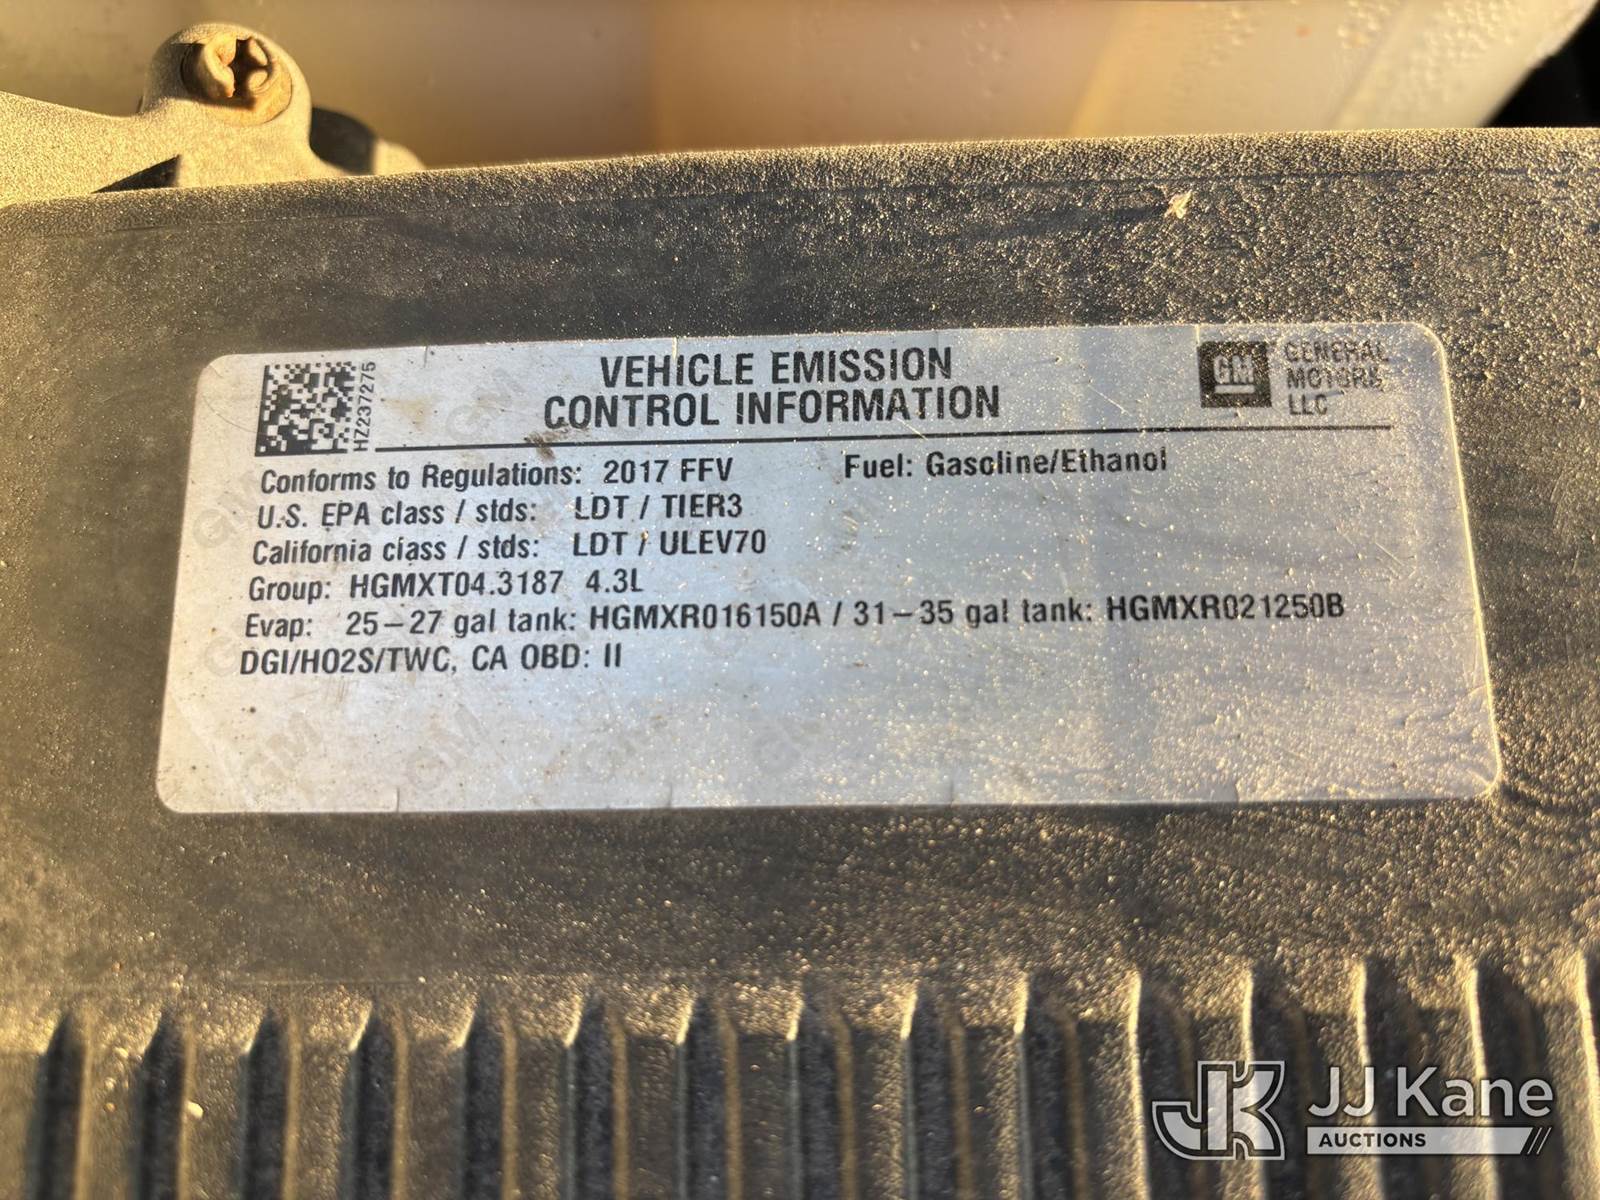 HZ237275
VEHICLE EMISSION
CONTROL INFORMATION
GM
GENERAL
MOTORS
LLC
Conforms to Regulations: 2017 FFV Fuel: Gasoline/Ethanol
U.S. EPA class / stds: LDT / TIER3
California class / stds: LDT / ULEV70
Group: HGMXT04.3187 4.3L
Evap: 25-27 gal tank: HGMXR016150A / 31-35 gal tank: HGMXR021250B
DGI/HO2S/TWC, CA OBD: II
JK
JJ Kane
AUCTIONS